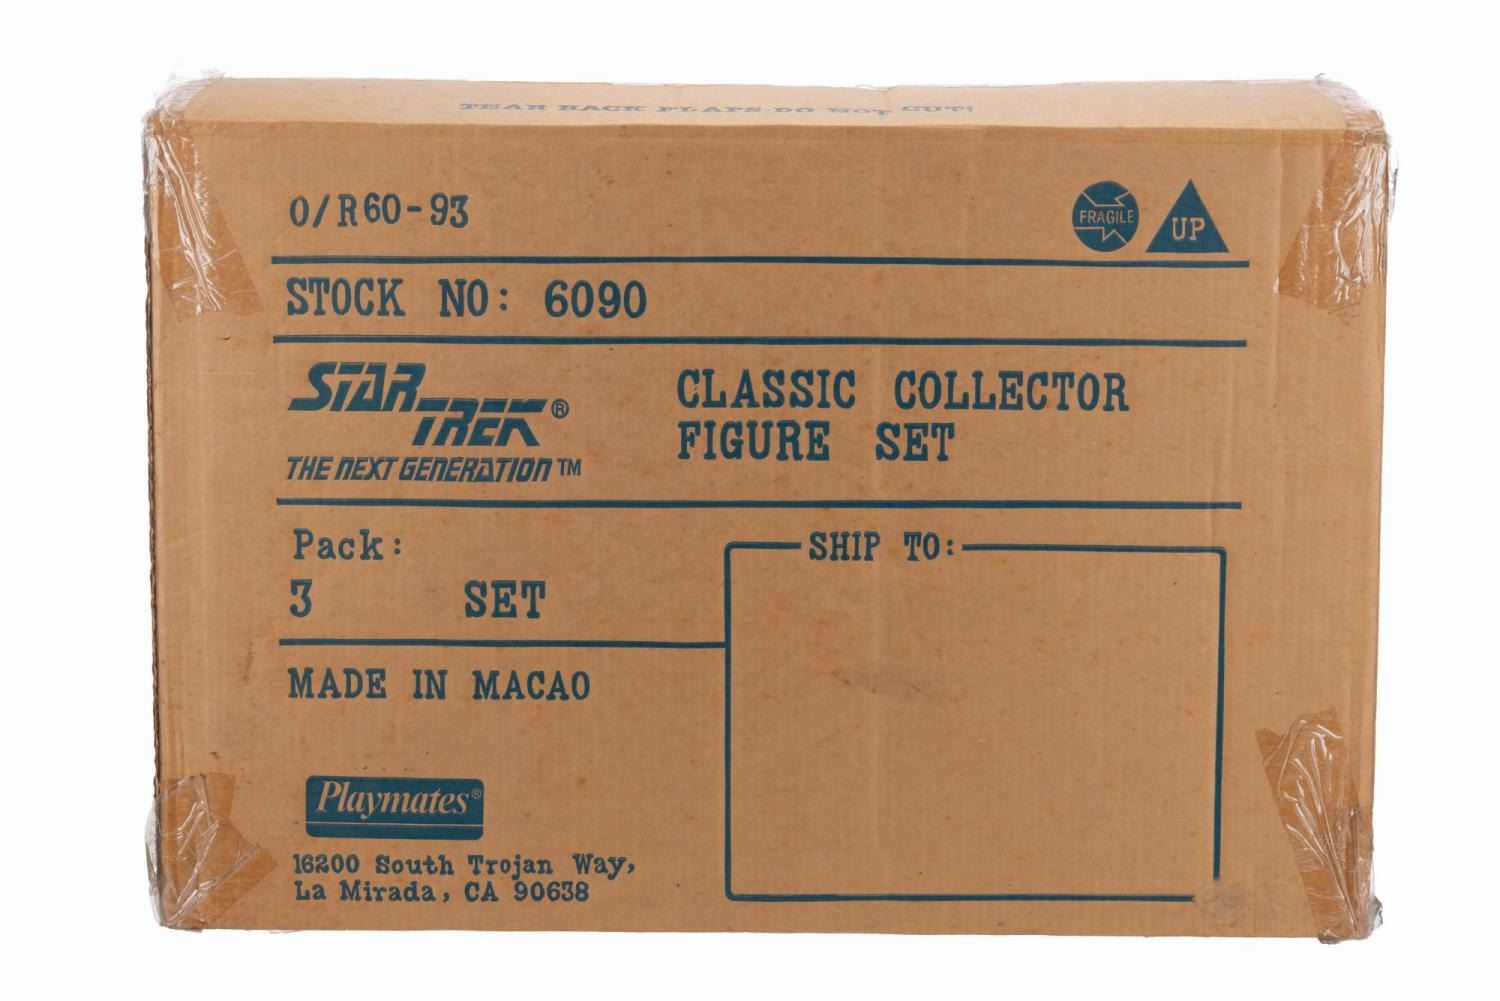 TEAR BACK FLAPS-DO NOT CUT!
O/R60-93
FRAGILE
UP
STOCK NO: 6090
STAR TREK®
THE NEXT GENERATION™
CLASSIC COLLECTOR
FIGURE SET
Pack:
3 SET
SHIP TO:
MADE IN MACAO
Playmates®
16200 South Trojan Way,
La Mirada, CA 90638